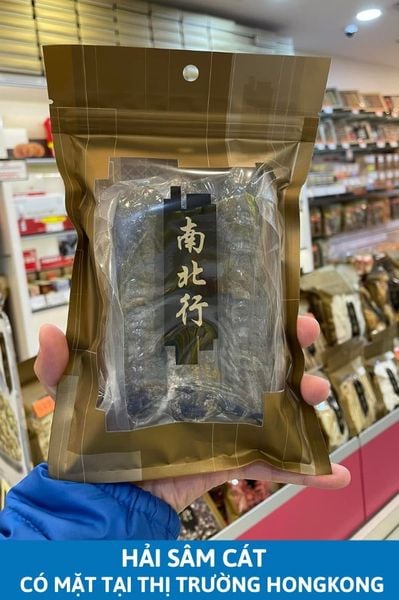 南北行
HẢI SÂM CÁT
CÓ MẶT TẠI THỊ TRƯỜNG HONGKONG